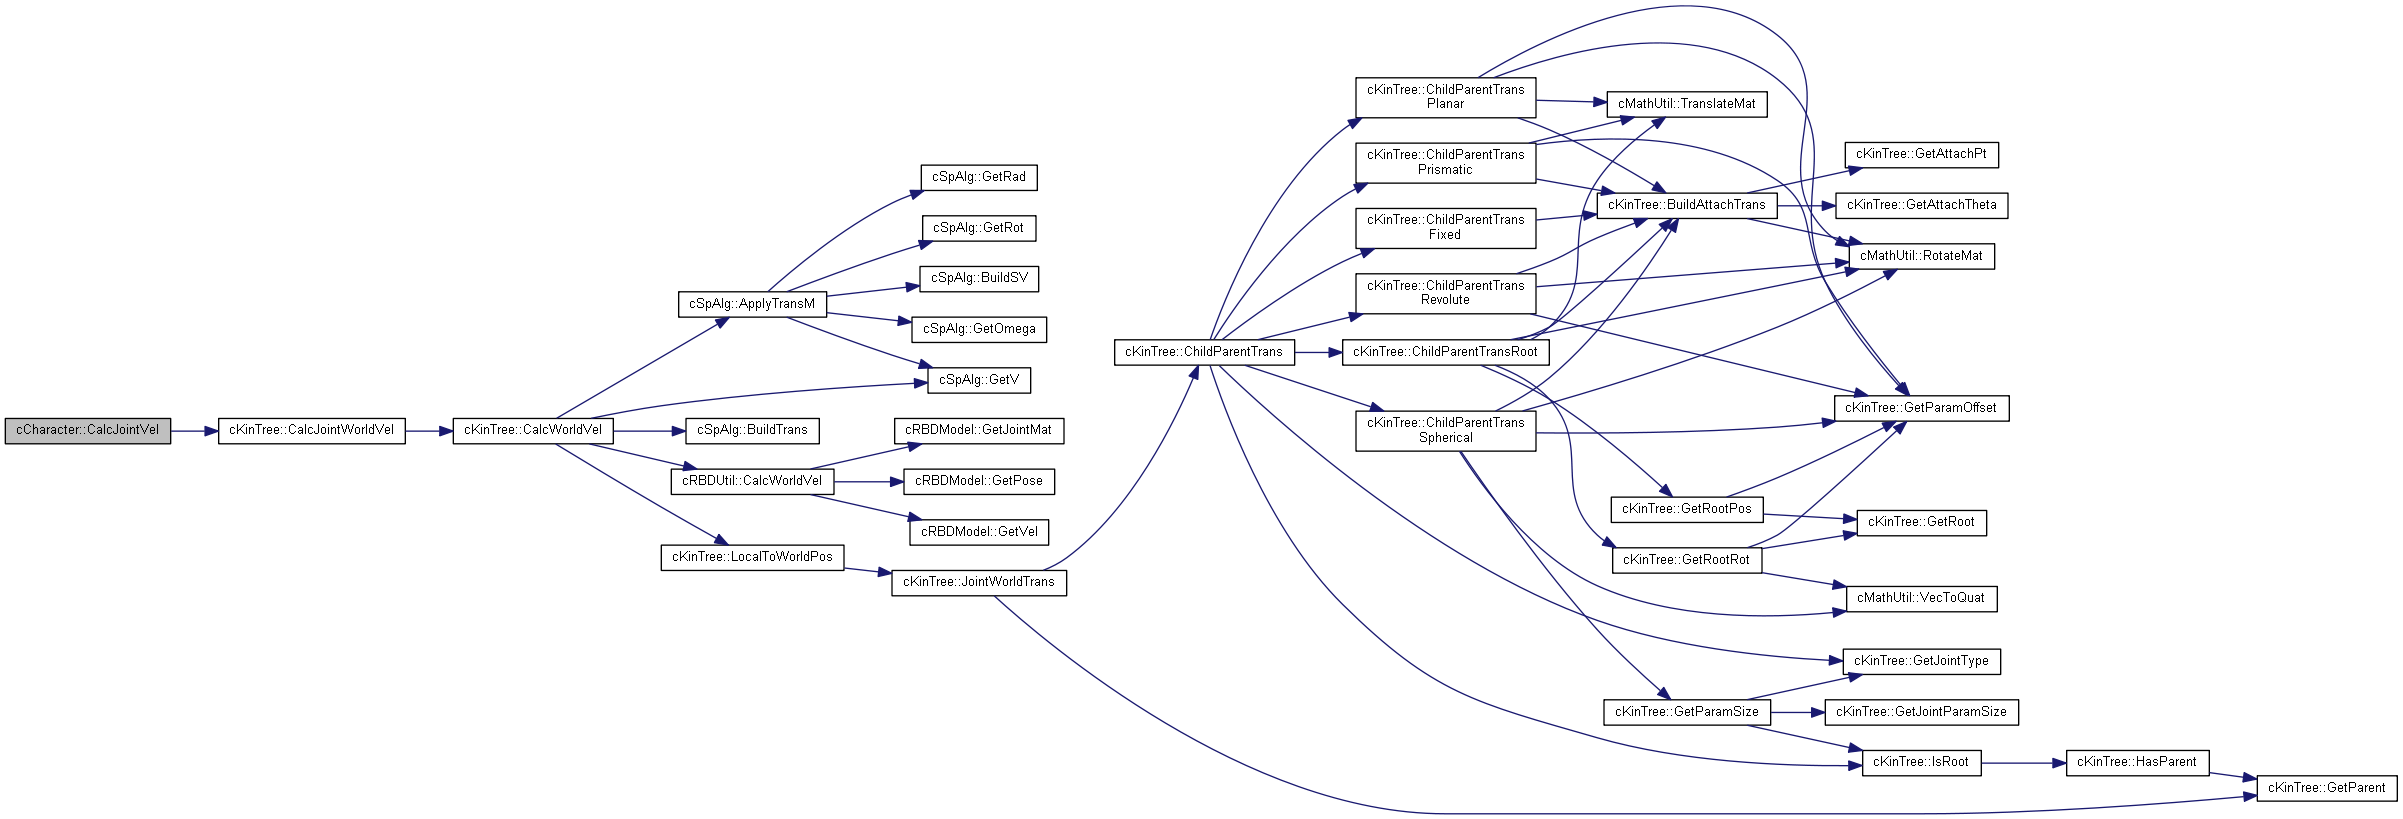 cCharacter::CalcJointVel
cKinTree::CalcJointWorldVel
cKinTree::CalcWorldVel
cSpAlg::ApplyTransM
cSpAlg::GetRad
cSpAlg::GetRot
cSpAlg::BuildSV
cSpAlg::GetOmega
cSpAlg::GetV
cSpAlg::BuildTrans
cRBDUtil::CalcWorldVel
cRBDModel::GetJointMat
cRBDModel::GetPose
cRBDModel::GetVel
cKinTree::LocalToWorldPos
cKinTree::JointWorldTrans
cKinTree::ChildParentTrans
cKinTree::ChildParentTrans
Planar
cKinTree::ChildParentTrans
Prismatic
cKinTree::ChildParentTrans
Fixed
cKinTree::ChildParentTrans
Revolute
cKinTree::ChildParentTransRoot
cKinTree::ChildParentTrans
Spherical
cMathUtil::TranslateMat
cKinTree::BuildAttachTrans
cKinTree::GetAttachPt
cKinTree::GetAttachTheta
cMathUtil::RotateMat
cKinTree::GetParamOffset
cKinTree::GetRootPos
cKinTree::GetRoot
cKinTree::GetRootRot
cMathUtil::VecToQuat
cKinTree::GetJointType
cKinTree::GetParamSize
cKinTree::GetJointParamSize
cKinTree::IsRoot
cKinTree::HasParent
cKinTree::GetParent